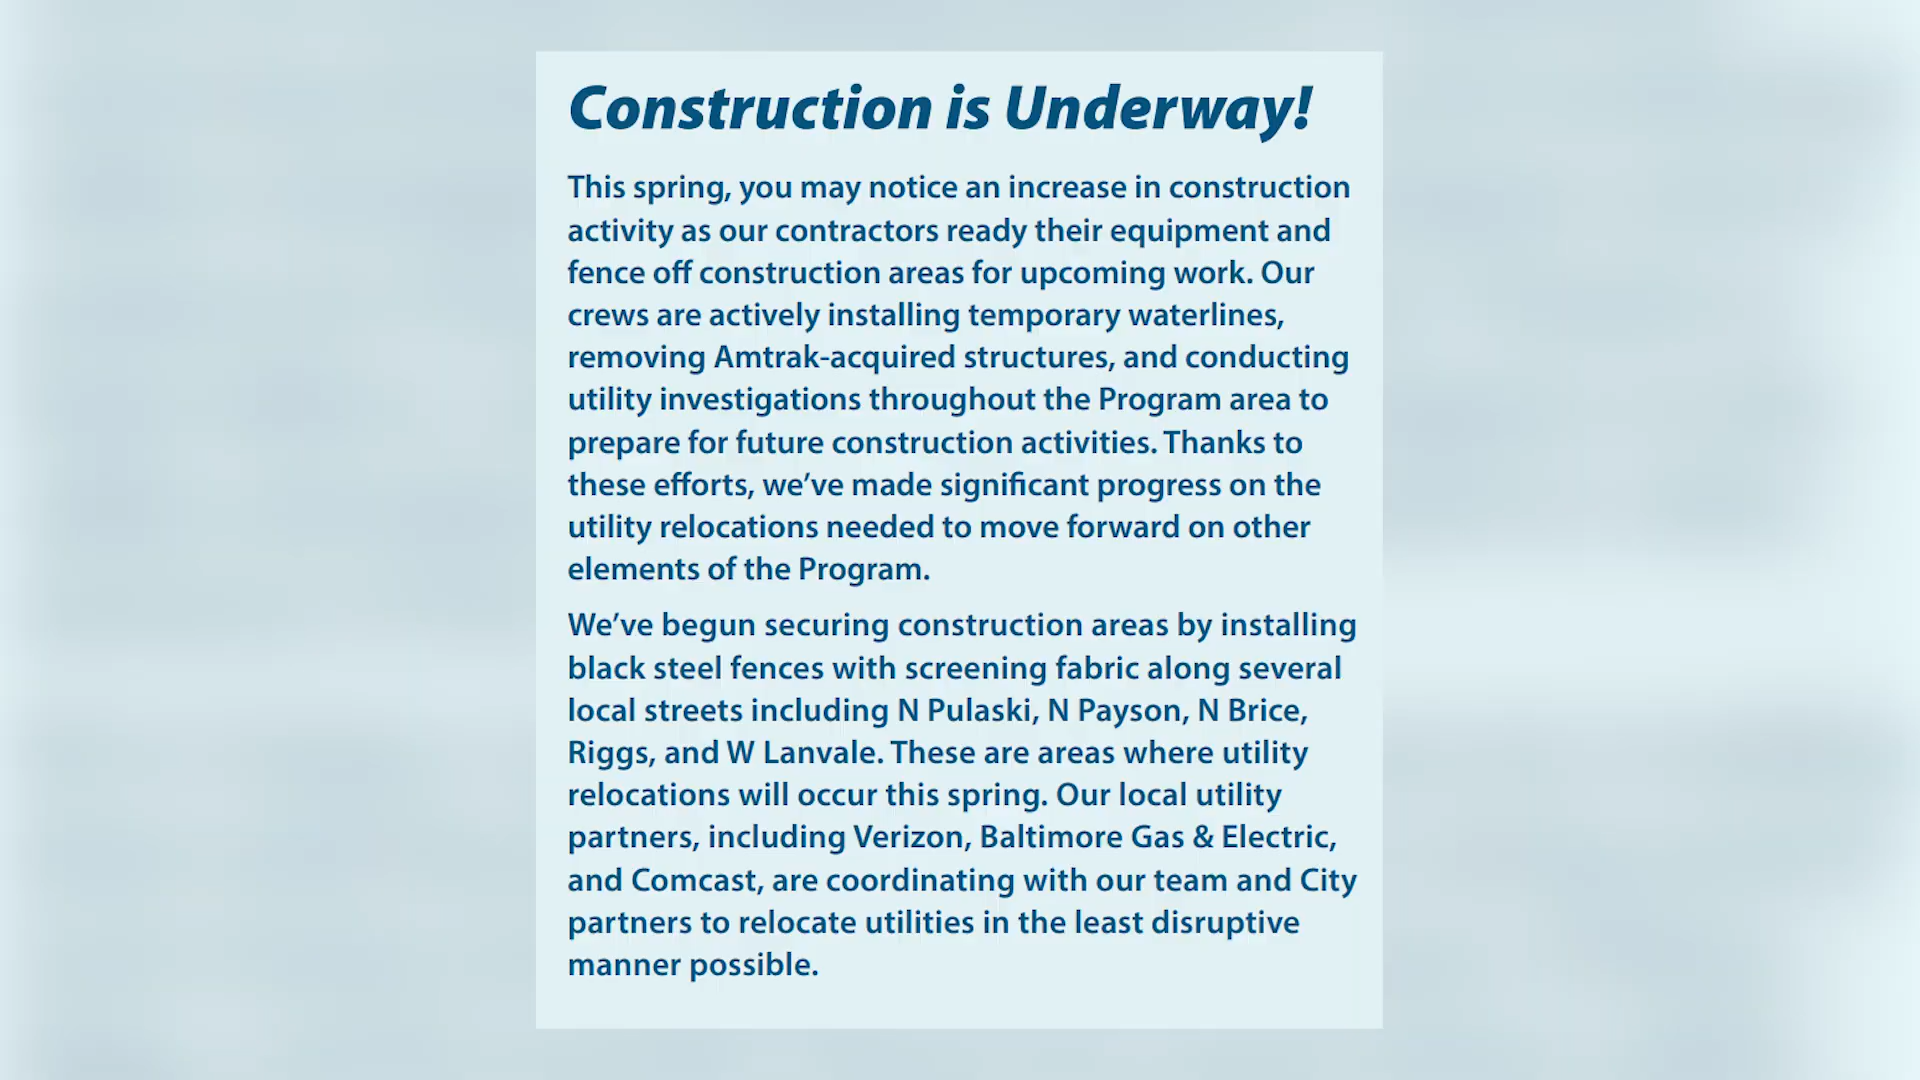 Construction is Underway!
This spring, you may notice an increase in construction
activity as our contractors ready their equipment and
fence off construction areas for upcoming work. Our
crews are actively installing temporary waterlines,
removing Amtrak-acquired structures, and conducting
utility investigations throughout the Program area to
prepare for future construction activities. Thanks to
these efforts, we’ve made significant progress on the
utility relocations needed to move forward on other
elements of the Program.
We’ve begun securing construction areas by installing
black steel fences with screening fabric along several
local streets including N Pulaski, N Payson, N Brice,
Riggs, and W Lanvale. These are areas where utility
relocations will occur this spring. Our local utility
partners, including Verizon, Baltimore Gas & Electric,
and Comcast, are coordinating with our team and City
partners to relocate utilities in the least disruptive
manner possible.